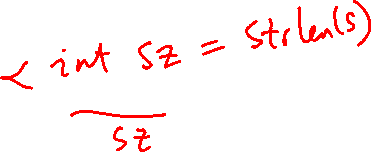 < int sz = strlen(s)
sz